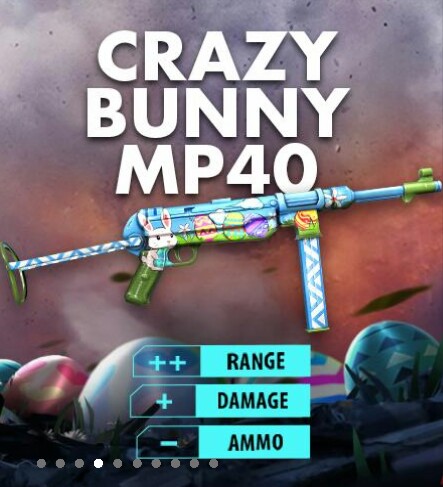 CRAZY
BUNNY
MP40
++ RANGE
+ DAMAGE
− AMMO